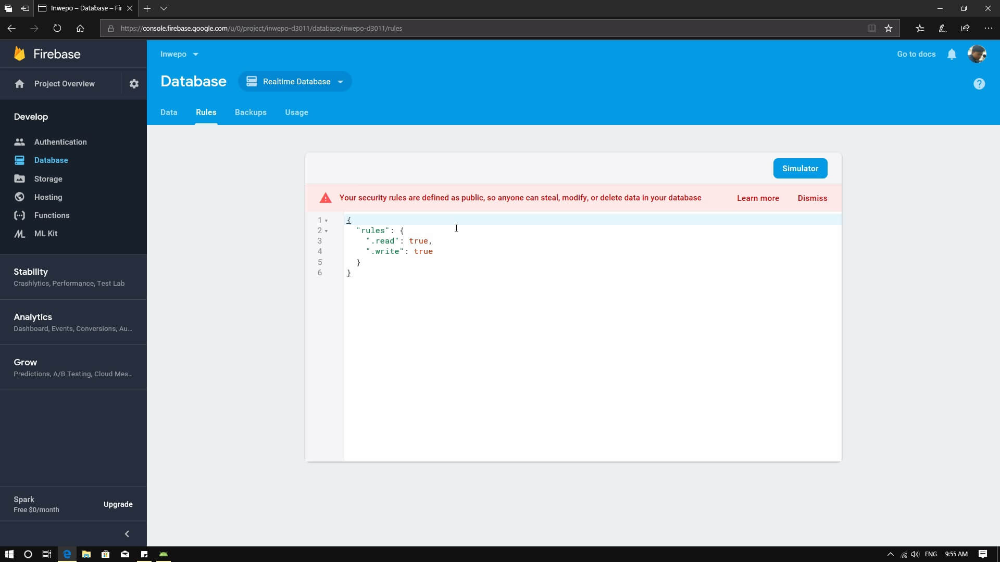 Inwepo – Database – Fir
https://console.firebase.google.com/u/0/project/inwepo-d3011/database/inwepo-d3011/rules
Firebase
Project Overview
Develop
Authentication
Database
Storage
Hosting
Functions
ML Kit
Stability
Crashlytics, Performance, Test Lab
Analytics
Dashboard, Events, Conversions, Au...
Grow
Predictions, A/B Testing, Cloud Mes...
Spark
Free $0/month
Upgrade
Inwepo
Go to docs
Database
Realtime Database
Data
Rules
Backups
Usage
Simulator
Your security rules are defined as public, so anyone can steal, modify, or delete data in your database
Learn more
Dismiss
1 {
2 "rules": {
3 ".read": true,
4 ".write": true
5 }
6 }
ENG
9:55 AM